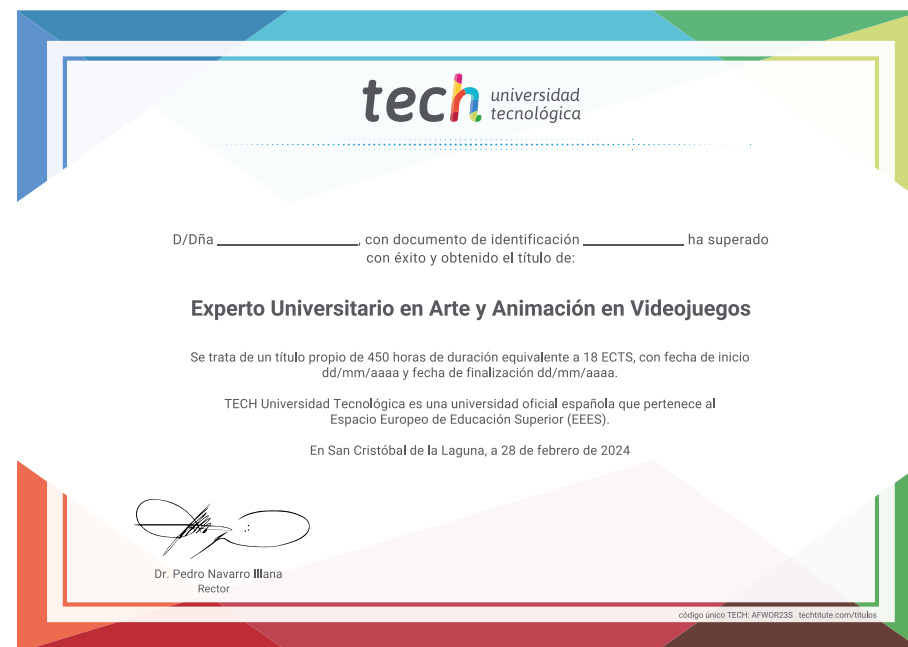 tech universidad
tecnológica
D/Dña ____________________, con documento de identificación ______________ ha superado
con éxito y obtenido el título de:
Experto Universitario en Arte y Animación en Videojuegos
Se trata de un título propio de 450 horas de duración equivalente a 18 ECTS, con fecha de inicio
dd/mm/aaaa y fecha de finalización dd/mm/aaaa.
TECH Universidad Tecnológica es una universidad oficial española que pertenece al
Espacio Europeo de Educación Superior (EEES).
En San Cristóbal de la Laguna, a 28 de febrero de 2024
Dr. Pedro Navarro Illana
Rector
código único TECH: AFWOR23S techtitute.com/titulos